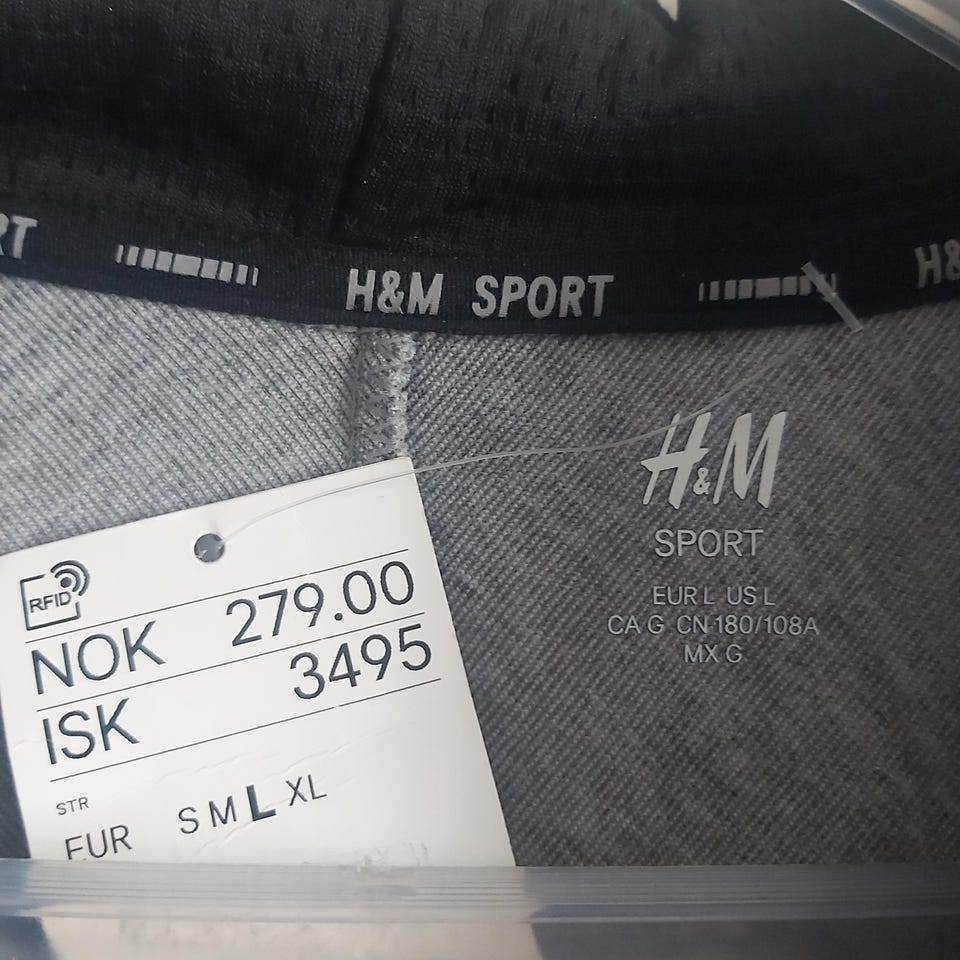 RT H&M SPORT H&
H&M
SPORT
EUR L US L
CA G CN 180/108A
MX G
RFID
NOK 279.00
ISK 3495
STR
EUR S M L XL